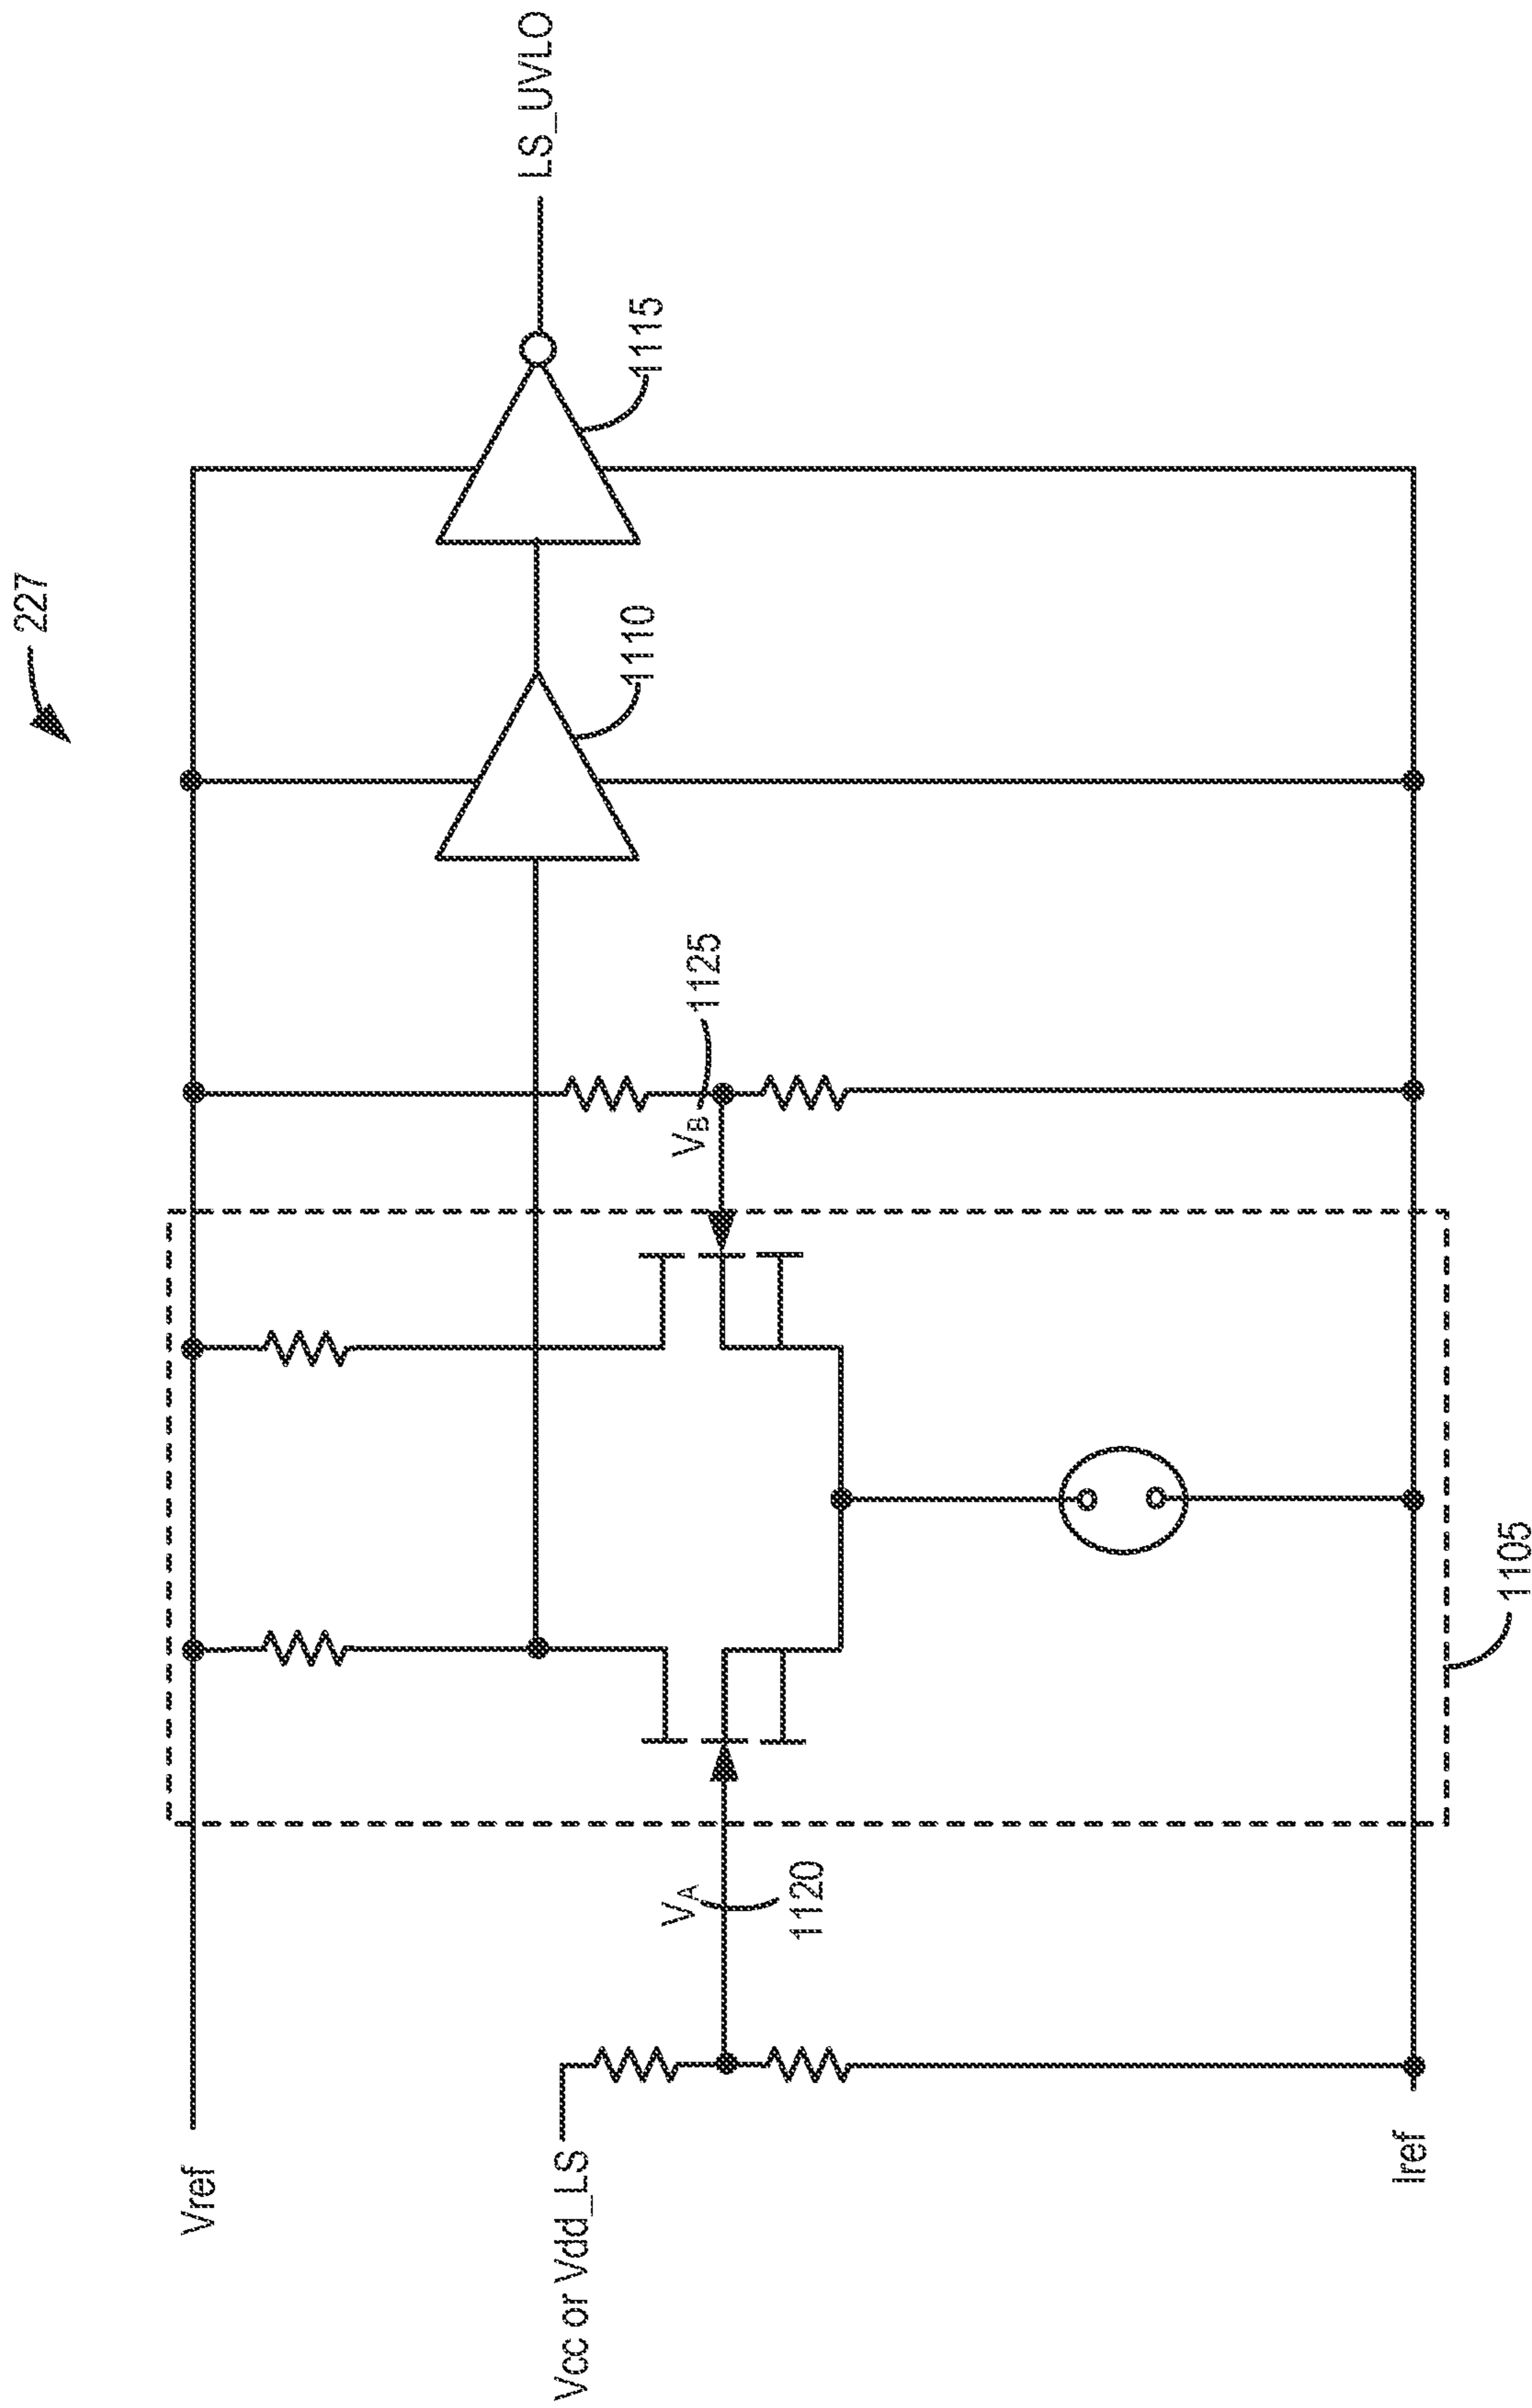 227
Vref
Vcc or Vdd_LS
Iref
VA
1120
1105
VB
1125
1110
1115
LS_UVLO